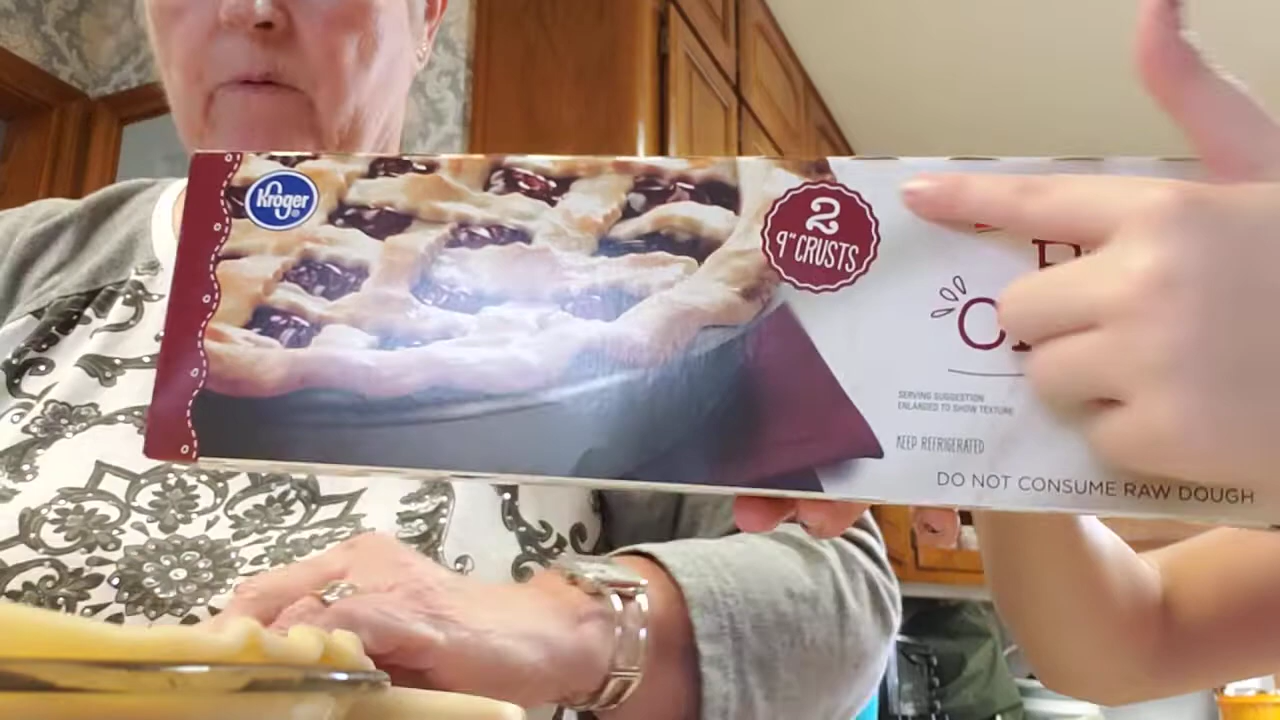 Kroger
2
9" CRUSTS
SERVING SUGGESTION
ENLARGED TO SHOW TEXTURE
KEEP REFRIGERATED
DO NOT CONSUME RAW DOUGH